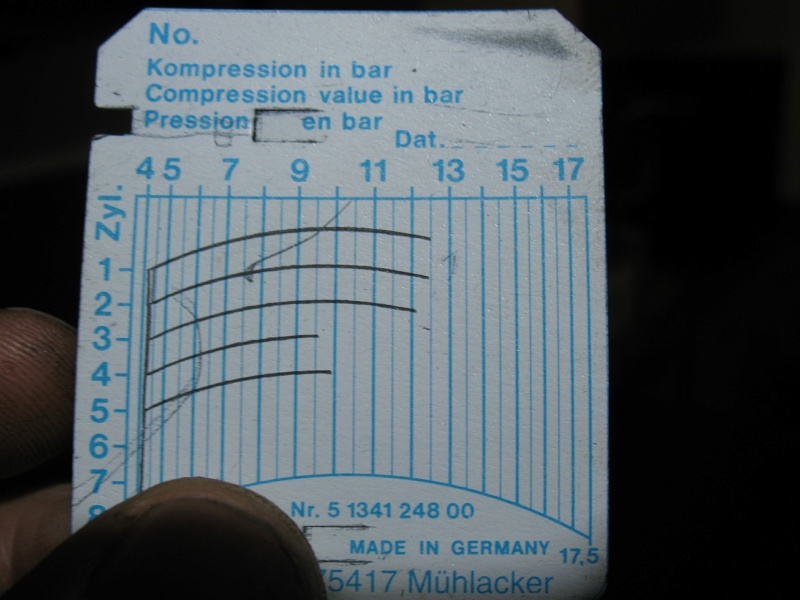 No.
Kompression in bar
Compression value in bar
Pression en bar
Dat.
4 5 7 9 11 13 15 17
Zyl.
1
2
3
4
5
6
7
8
Nr. 5 1341 248 00
MADE IN GERMANY 17,5
75417 Mühlacker